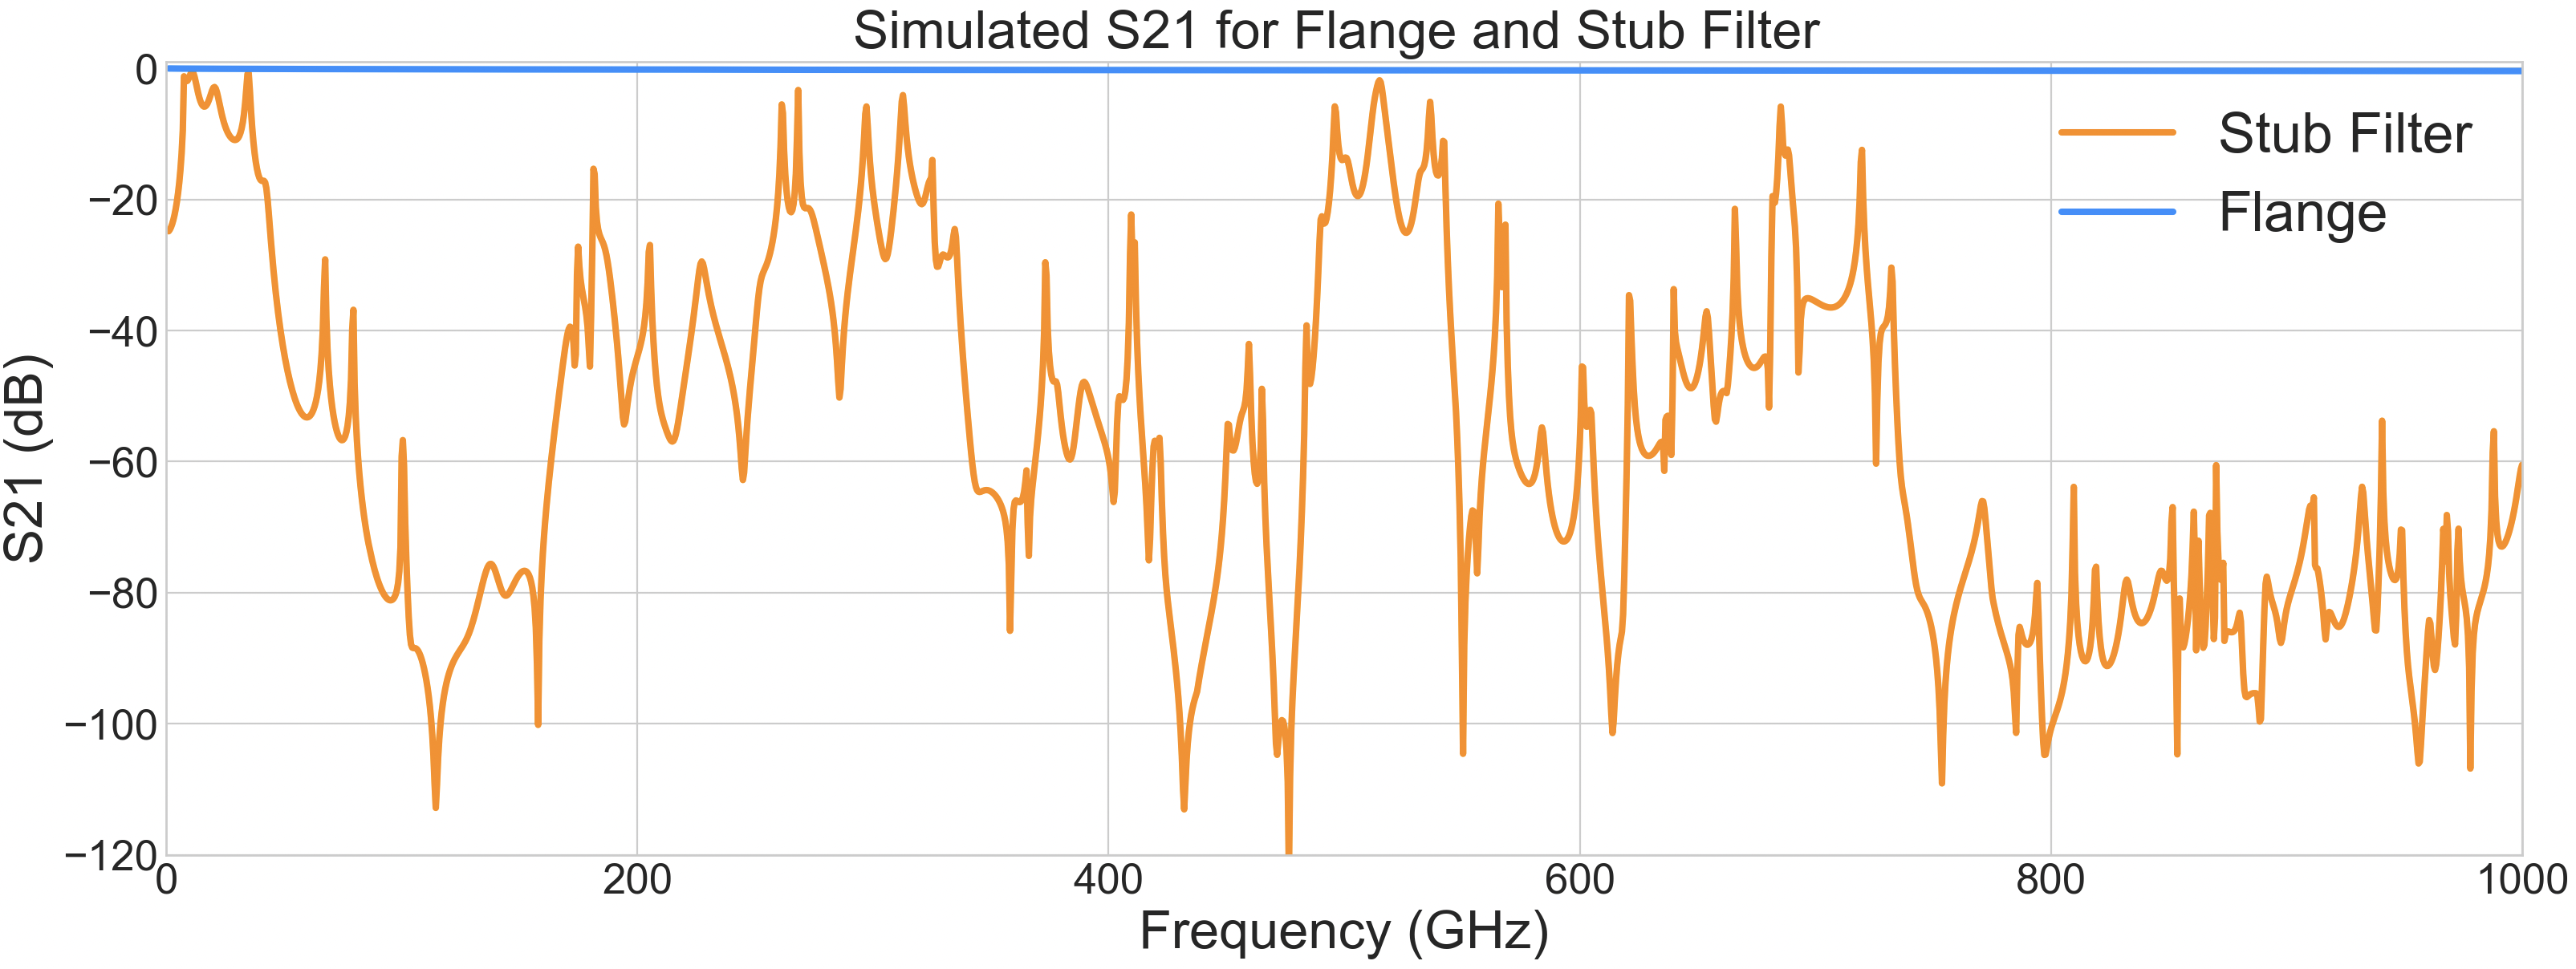 Simulated S21 for Flange and Stub Filter
0
−20
−40
−60
−80
−100
−120
S21 (dB)
Stub Filter
Flange
0 200 400 600 800 1000
Frequency (GHz)